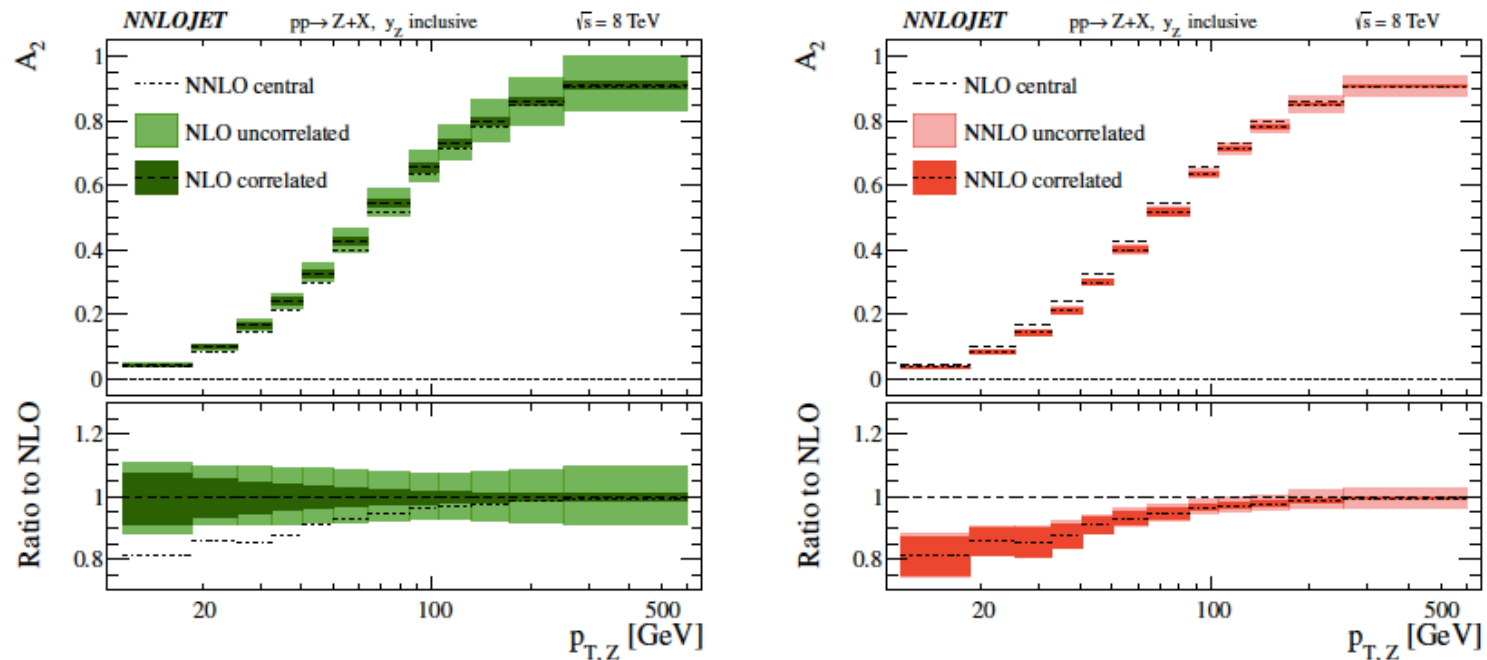 NNLOJET pp→ Z+X, y_Z inclusive √s = 8 TeV
A_2
1
0.8
0.6
0.4
0.2
0
NNLO central
NLO uncorrelated
NLO correlated
Ratio to NLO
1.2
1
0.8
20 100 500
p_{T, Z} [GeV]
NNLOJET pp→ Z+X, y_Z inclusive √s = 8 TeV
A_2
1
0.8
0.6
0.4
0.2
0
NLO central
NNLO uncorrelated
NNLO correlated
Ratio to NLO
1.2
1
0.8
20 100 500
p_{T, Z} [GeV]